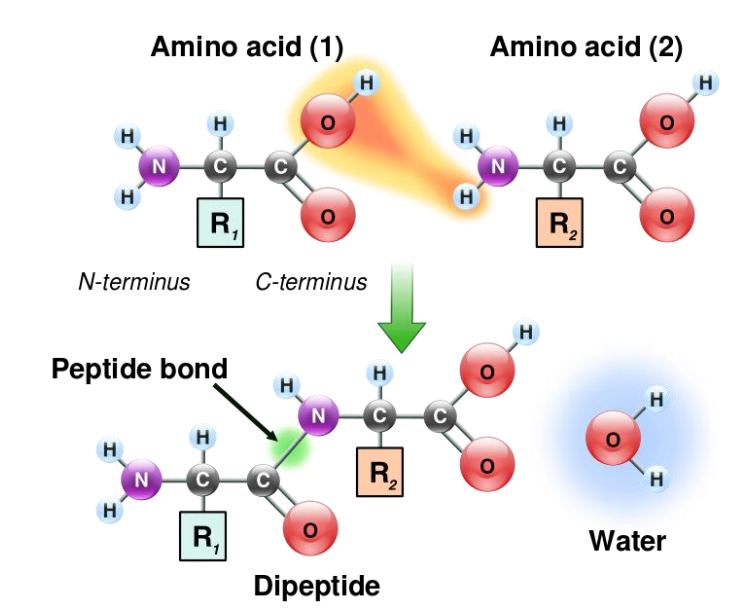 Amino acid (1) Amino acid (2)
H H
O O
H H H H
N C C N C C
H H
R1 O R2 O
N-terminus C-terminus
H
Peptide bond
H H O
N C C
H H
N C C R2 O
H
R1 O
Dipeptide
H
O
H
Water